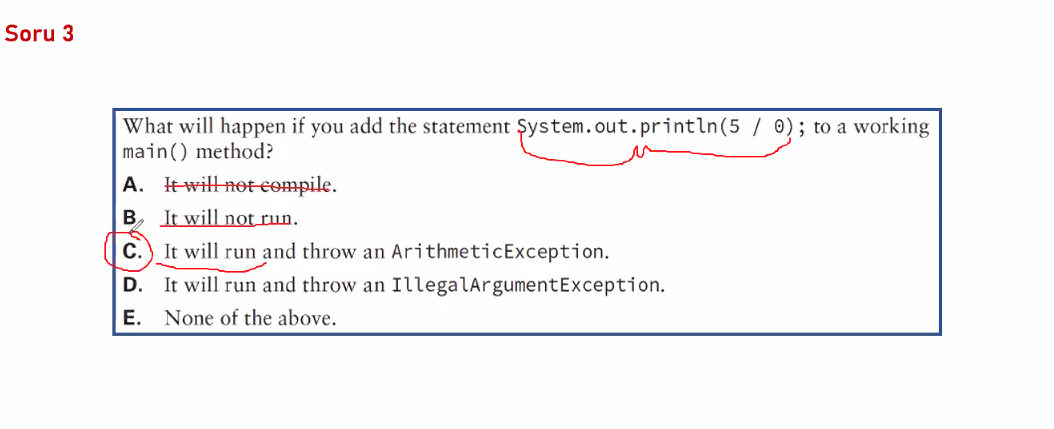 Soru 3
What will happen if you add the statement System.out.println(5 / 0); to a working
main() method?
A. It will not compile.
B. It will not run.
C. It will run and throw an ArithmeticException.
D. It will run and throw an IllegalArgumentException.
E. None of the above.